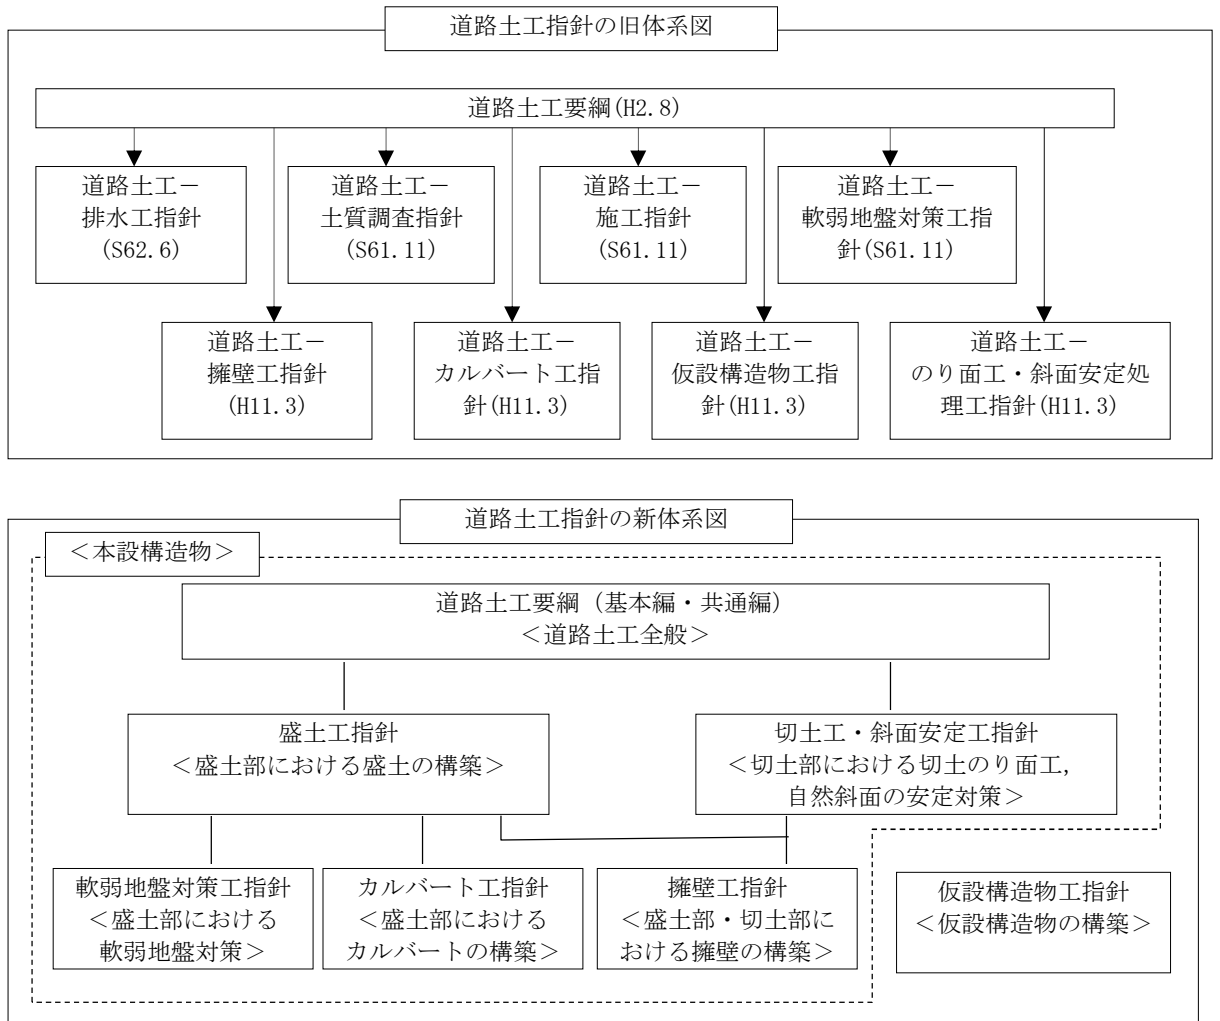 道路土工指針の旧体系図
道路土工要綱(H2.8)
道路土工－
排水工指針
(S62.6)
道路土工－
土質調査指針
(S61.11)
道路土工－
施工指針
(S61.11)
道路土工－
軟弱地盤対策工指
針(S61.11)
道路土工－
擁壁工指針
(H11.3)
道路土工－
カルバート工指
針(H11.3)
道路土工－
仮設構造物工指
針(H11.3)
道路土工－
のり面工・斜面安定処
理工指針(H11.3)
道路土工指針の新体系図
＜本設構造物＞
道路土工要綱（基本編・共通編）
＜道路土工全般＞
盛土工指針
＜盛土部における盛土の構築＞
切土工・斜面安定工指針
＜切土部における切土のり面工,
自然斜面の安定対策＞
軟弱地盤対策工指針
＜盛土部における
軟弱地盤対策＞
カルバート工指針
＜盛土部における
カルバートの構築＞
擁壁工指針
＜盛土部・切土部に
おける擁壁の構築＞
仮設構造物工指針
＜仮設構造物の構築＞